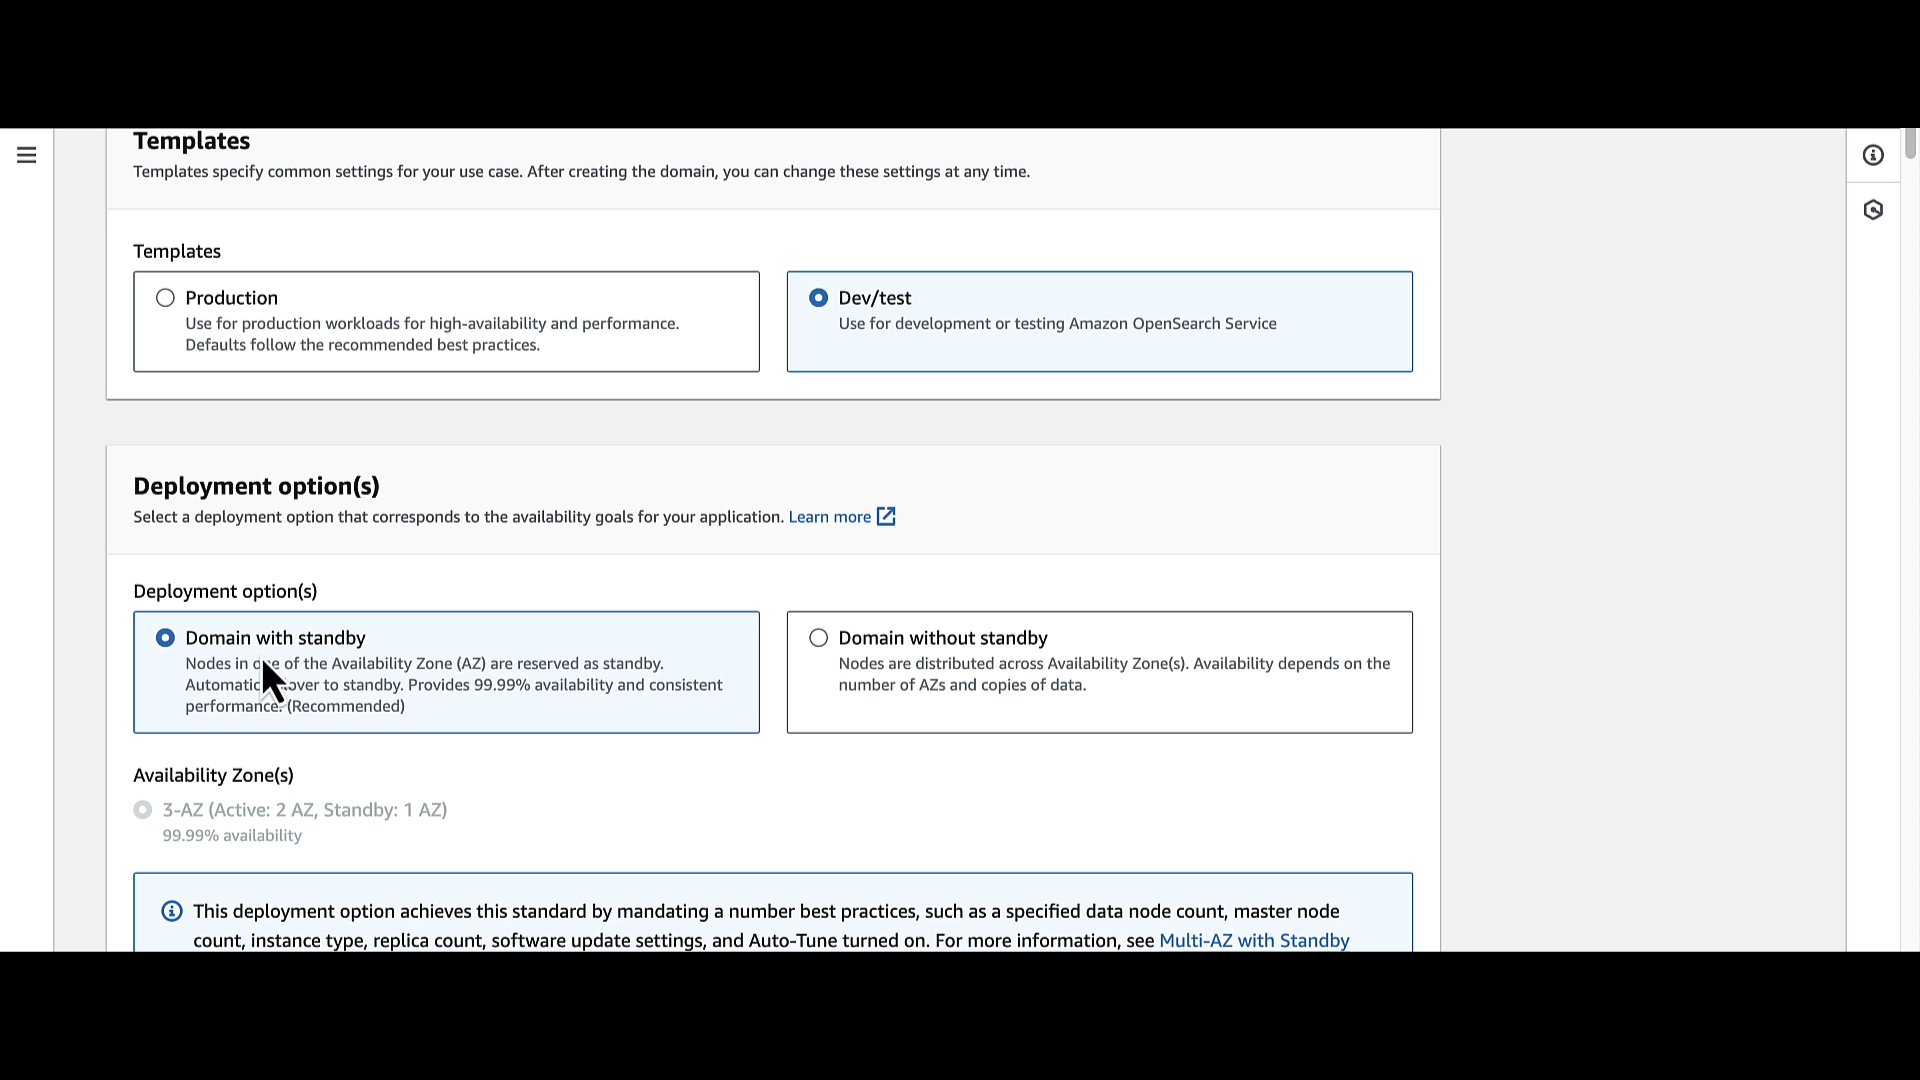 Templates
Templates specify common settings for your use case. After creating the domain, you can change these settings at any time.
Templates
Production
Use for production workloads for high-availability and performance.
Defaults follow the recommended best practices.
Dev/test
Use for development or testing Amazon OpenSearch Service
Deployment option(s)
Select a deployment option that corresponds to the availability goals for your application. Learn more
Deployment option(s)
Domain with standby
Nodes in one of the Availability Zone (AZ) are reserved as standby.
over to standby. Provides 99.99% availability and consistent
performance. (Recommended)
Domain without standby
Nodes are distributed across Availability Zone(s). Availability depends on the
number of AZs and copies of data.
Availability Zone(s)
3-AZ (Active: 2 AZ, Standby: 1 AZ)
99.99% availability
This deployment option achieves this standard by mandating a number best practices, such as a specified data node count, master node
count, instance type, replica count, software update settings, and Auto-Tune turned on. For more information, see Multi-AZ with Standby